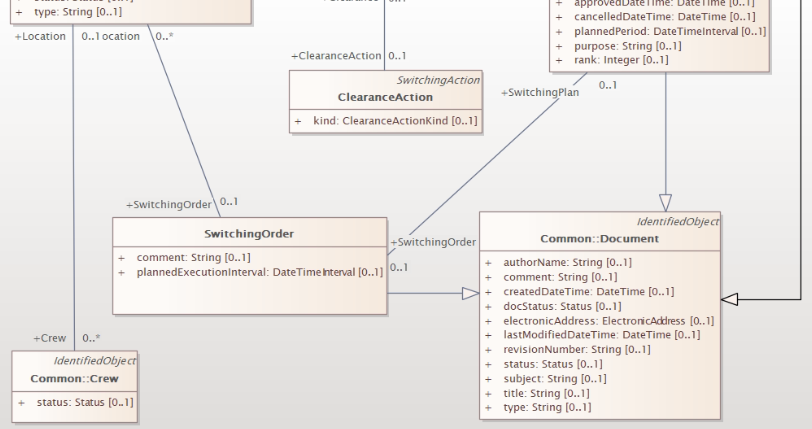 + type: String [0..1]
0..1
approvedDateTime: DateTime [0..1]
+ cancelledDateTime: DateTime [0..1]
+ plannedPeriod: DateTimeInterval [0..1]
+ purpose: String [0..1]
+ rank: Integer [0..1]
+Location 0..1 ocation 0..*
+ClearanceAction 0..1
SwitchingAction
ClearanceAction
+ kind: ClearanceActionKind [0..1]
+SwitchingPlan 0..1
+SwitchingOrder 0..1
SwitchingOrder
+ comment: String [0..1]
+ plannedExecutionInterval: DateTimeInterval [0..1]
+SwitchingOrder
0..1
IdentifiedObject
Common::Document
+ authorName: String [0..1]
+ comment: String [0..1]
+ createdDateTime: DateTime [0..1]
+ docStatus: Status [0..1]
+ electronicAddress: ElectronicAddress [0..1]
+ lastModifiedDateTime: DateTime [0..1]
+ revisionNumber: String [0..1]
+ status: Status [0..1]
+ subject: String [0..1]
+ title: String [0..1]
+ type: String [0..1]
+Crew 0..*
IdentifiedObject
Common::Crew
+ status: Status [0..1]